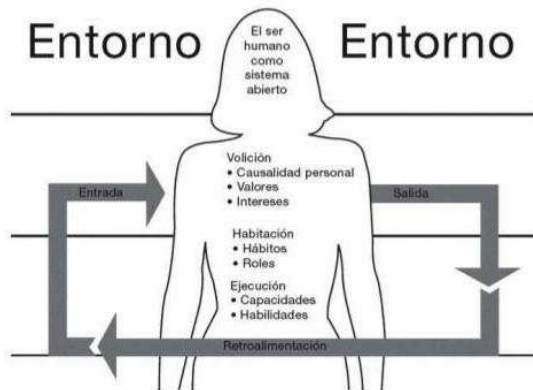 Entorno
Entorno
El ser
humano
como
sistema
abierto
Volición
• Causalidad personal
• Valores
• Intereses
Entrada
Salida
Habitación
• Hábitos
• Roles
Ejecución
• Capacidades
• Habilidades
Retroalimentación